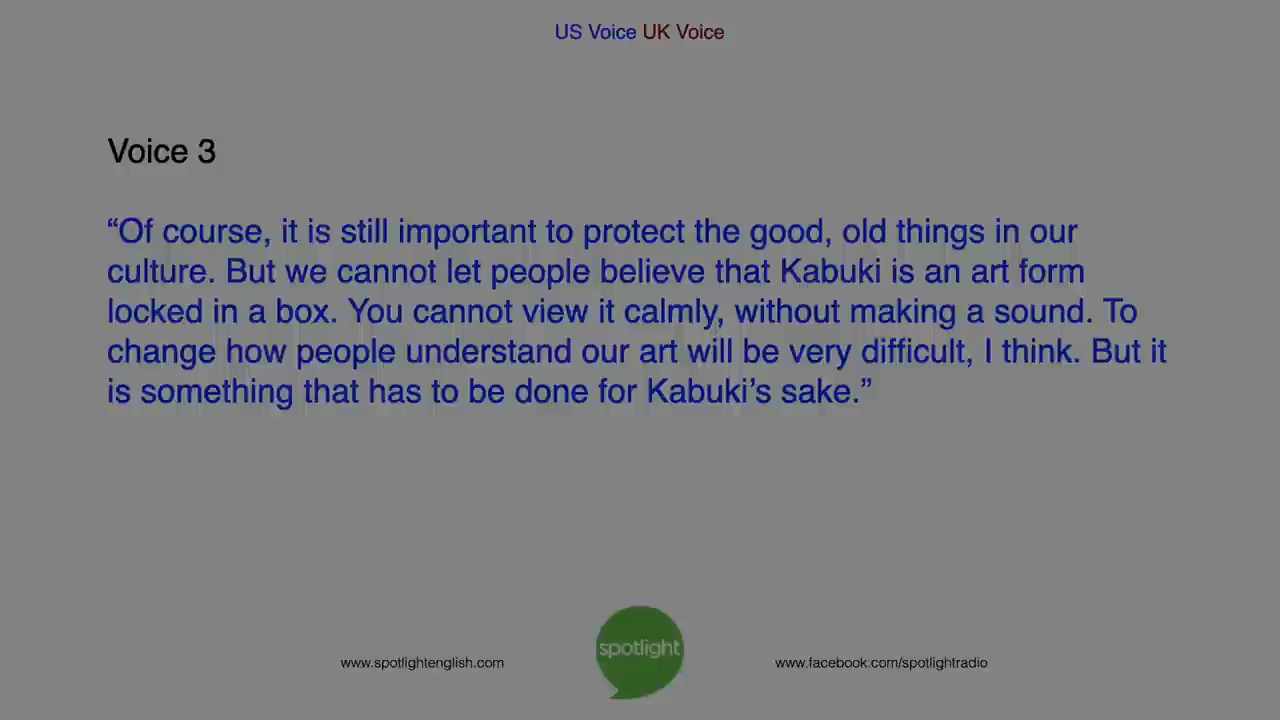 US Voice UK Voice
Voice 3
“Of course, it is still important to protect the good, old things in our
culture. But we cannot let people believe that Kabuki is an art form
locked in a box. You cannot view it calmly, without making a sound. To
change how people understand our art will be very difficult, I think. But it
is something that has to be done for Kabuki’s sake.”
spotlight
www.spotlightenglish.com
www.facebook.com/spotlightradio